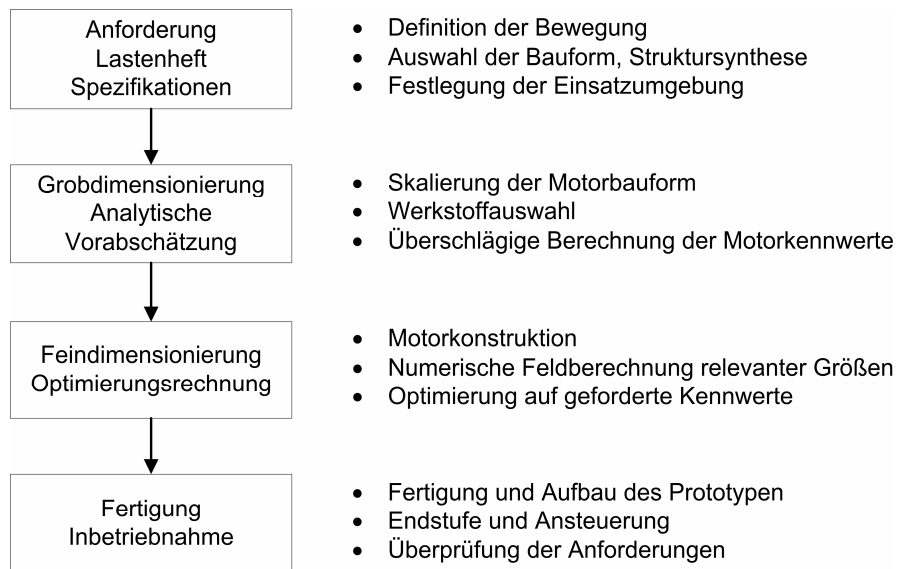 Anforderung
Lastenheft
Spezifikationen
• Definition der Bewegung
• Auswahl der Bauform, Struktursynthese
• Festlegung der Einsatzumgebung
Grobdimensionierung
Analytische
Vorabschätzung
• Skalierung der Motorbauform
• Werkstoffauswahl
• Überschlägige Berechnung der Motorkennwerte
Feindimensionierung
Optimierungsrechnung
• Motorkonstruktion
• Numerische Feldberechnung relevanter Größen
• Optimierung auf geforderte Kennwerte
Fertigung
Inbetriebnahme
• Fertigung und Aufbau des Prototypen
• Endstufe und Ansteuerung
• Überprüfung der Anforderungen